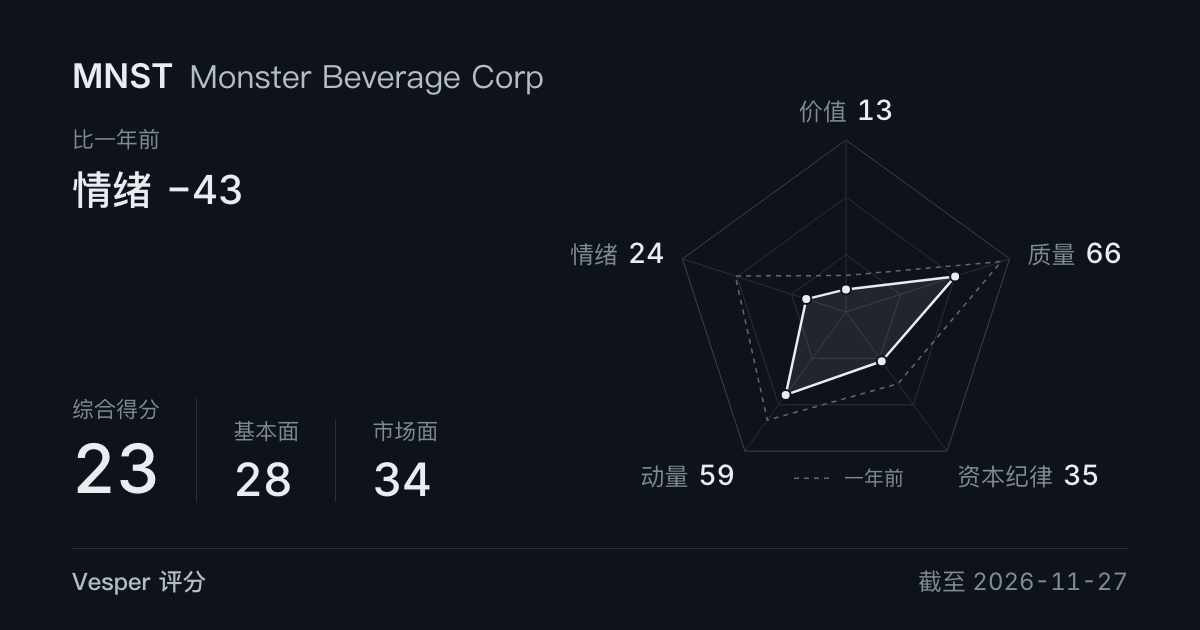 MNST Monster Beverage Corp
比一年前
情绪 −43
价值 13
情绪 24
质量 66
动量 59
一年前
资本纪律 35
综合得分
23
基本面
28
市场面
34
Vesper 评分
截至 2026-11-27